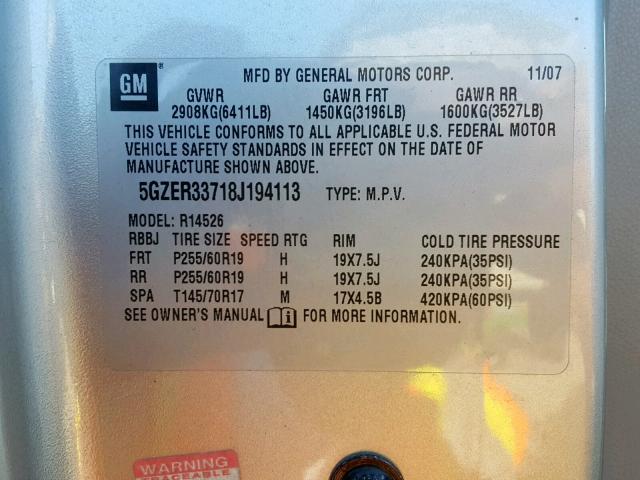 GM ®
MFD BY GENERAL MOTORS CORP. 11/07
GVWR GAWR FRT GAWR RR
2908KG(6411LB) 1450KG(3196LB) 1600KG(3527LB)
THIS VEHICLE CONFORMS TO ALL APPLICABLE U.S. FEDERAL MOTOR
VEHICLE SAFETY STANDARDS IN EFFECT ON THE DATE OF
MANUFACTURE SHOWN ABOVE.
5GZER33718J194113 TYPE: M.P.V.
MODEL: R14526
RBBJ TIRE SIZE SPEED RTG RIM COLD TIRE PRESSURE
FRT P255/60R19 H 19X7.5J 240KPA(35PSI)
RR P255/60R19 H 19X7.5J 240KPA(35PSI)
SPA T145/70R17 M 17X4.5B 420KPA(60PSI)
SEE OWNER'S MANUAL i FOR MORE INFORMATION.
WARNING
TRACEABLE